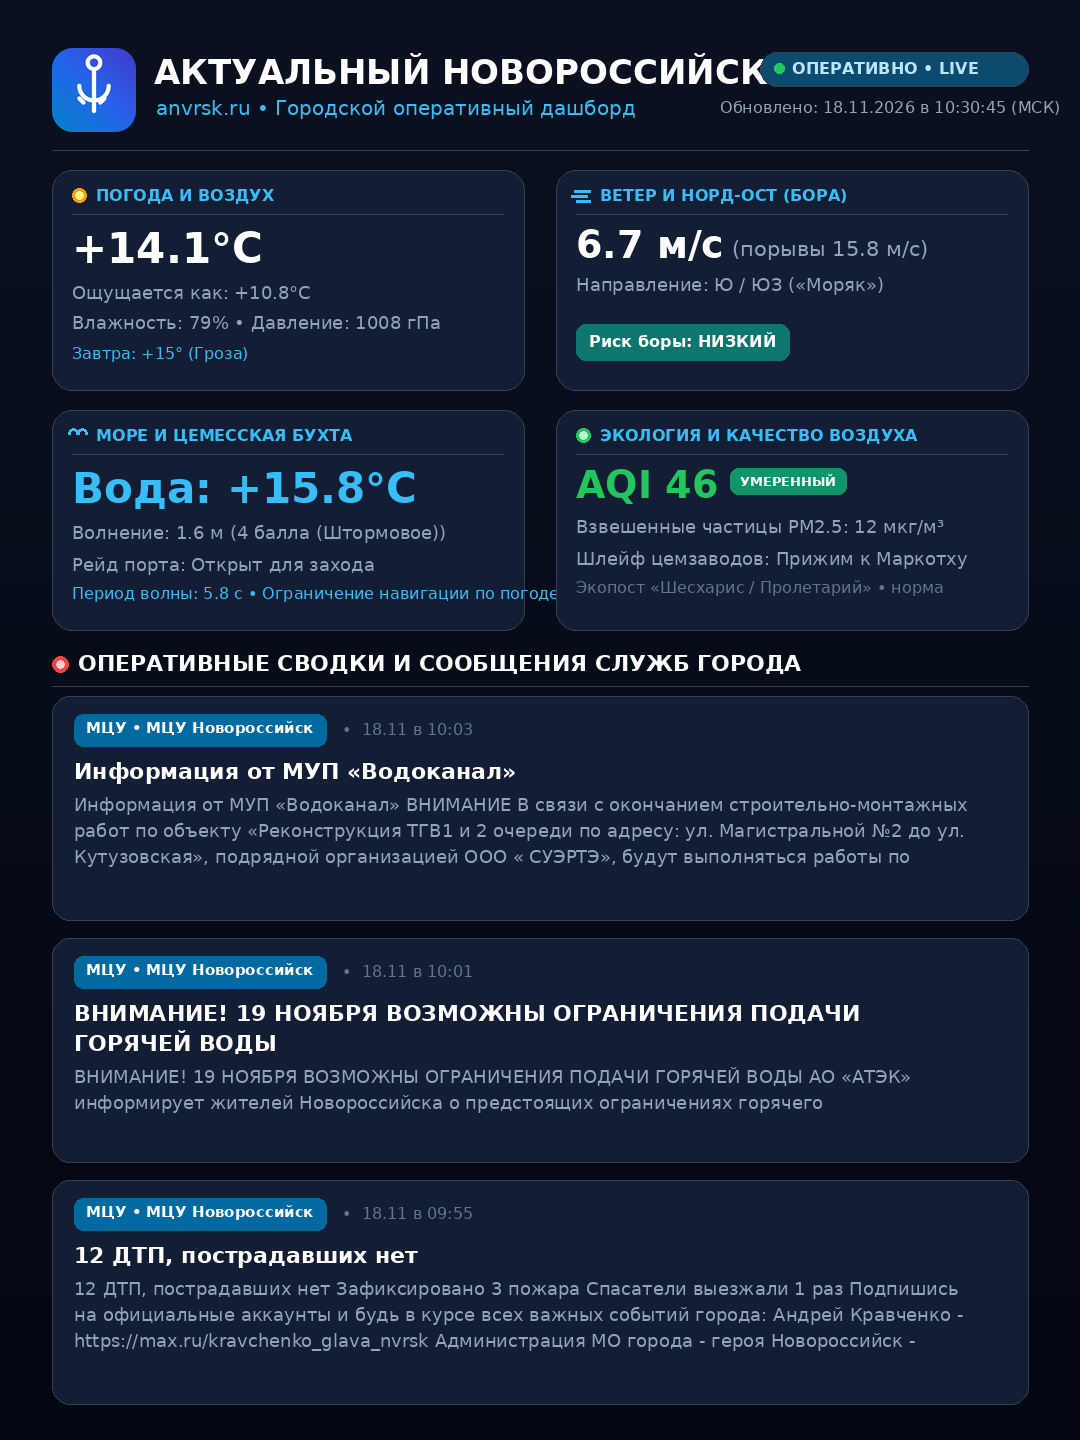 АКТУАЛЬНЫЙ НОВОРОССИЙСК
ОПЕРАТИВНО • LIVE
anvrsk.ru • Городской оперативный дашборд
Обновлено: 18.11.2026 в 10:30:45 (МСК)
ПОГОДА И ВОЗДУХ
+14.1°C
Ощущается как: +10.8°C
Влажность: 79% • Давление: 1008 гПа
Завтра: +15° (Гроза)
ВЕТЕР И НОРД-ОСТ (БОРА)
6.7 м/с (порывы 15.8 м/с)
Направление: Ю / ЮЗ («Моряк»)
Риск боры: НИЗКИЙ
МОРЕ И ЦЕМЕССКАЯ БУХТА
Вода: +15.8°C
Волнение: 1.6 м (4 балла (Штормовое))
Рейд порта: Открыт для захода
Период волны: 5.8 с • Ограничение навигации по погоде
ЭКОЛОГИЯ И КАЧЕСТВО ВОЗДУХА
AQI 46 УМЕРЕННЫЙ
Взвешенные частицы PM2.5: 12 мкг/м³
Шлейф цемзаводов: Прижим к Маркотху
Экопост «Шесхарис / Пролетарий» • норма
ОПЕРАТИВНЫЕ СВОДКИ И СООБЩЕНИЯ СЛУЖБ ГОРОДА
МЦУ • МЦУ Новороссийск • 18.11 в 10:03
Информация от МУП «Водоканал»
Информация от МУП «Водоканал» ВНИМАНИЕ В связи с окончанием строительно-монтажных
работ по объекту «Реконструкция ТГВ1 и 2 очереди по адресу: ул. Магистральной №2 до ул.
Кутузовская», подрядной организацией ООО « СУЭРТЭ», будут выполняться работы по
МЦУ • МЦУ Новороссийск • 18.11 в 10:01
ВНИМАНИЕ! 19 НОЯБРЯ ВОЗМОЖНЫ ОГРАНИЧЕНИЯ ПОДАЧИ
ГОРЯЧЕЙ ВОДЫ
ВНИМАНИЕ! 19 НОЯБРЯ ВОЗМОЖНЫ ОГРАНИЧЕНИЯ ПОДАЧИ ГОРЯЧЕЙ ВОДЫ АО «АТЭК»
информирует жителей Новороссийска о предстоящих ограничениях горячего
МЦУ • МЦУ Новороссийск • 18.11 в 09:55
12 ДТП, пострадавших нет
12 ДТП, пострадавших нет Зафиксировано 3 пожара Спасатели выезжали 1 раз Подпишись
на официальные аккаунты и будь в курсе всех важных событий города: Андрей Кравченко -
https://max.ru/kravchenko_glava_nvrsk Администрация МО города - героя Новороссийск -